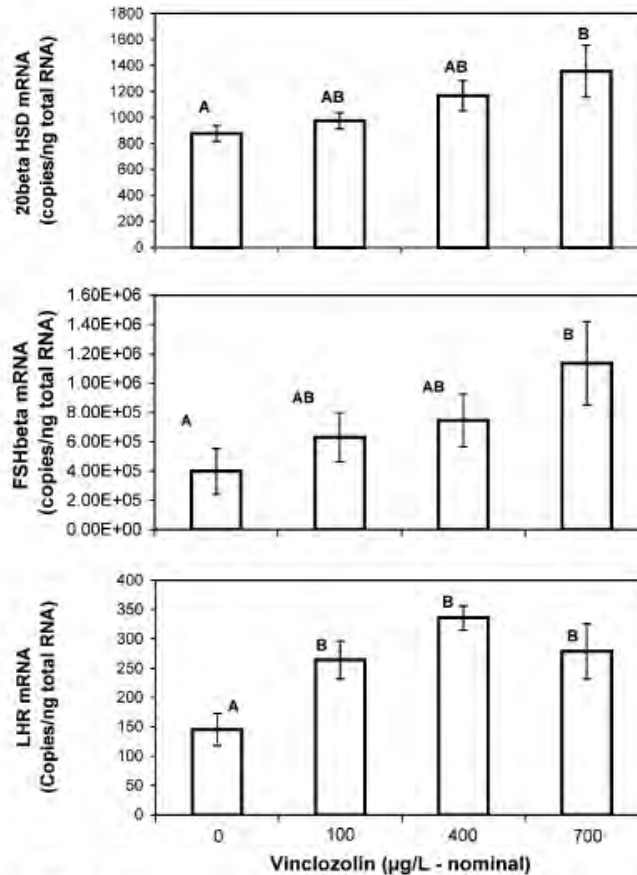 20beta HSD mRNA
(copies/ng total RNA)
1800
1600
1400
1200
1000
800
600
400
200
0
A
AB
AB
B
FSHbeta mRNA
(copies/ng total RNA)
1.60E+06
1.40E+06
1.20E+06
1.00E+06
8.00E+05
6.00E+05
4.00E+05
2.00E+05
0.00E+00
A
AB
AB
B
LHR mRNA
(Copies/ng total RNA)
400
350
300
250
200
150
100
50
0
A
B
B
B
0 100 400 700
Vinclozolin (µg/L - nominal)